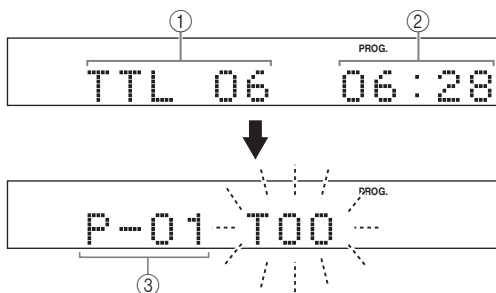 ① ②
PROG.
TTL 06 06:28
PROG.
P-01 T00
③